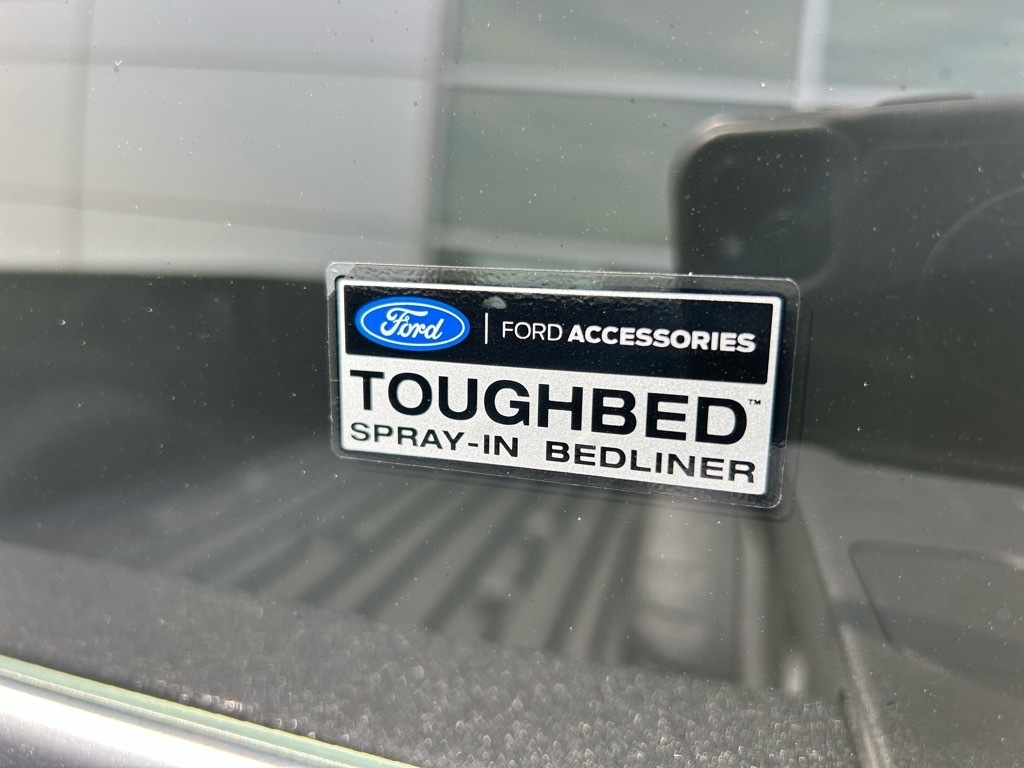 Ford | FORD ACCESSORIES
TOUGHBED™
SPRAY-IN BEDLINER